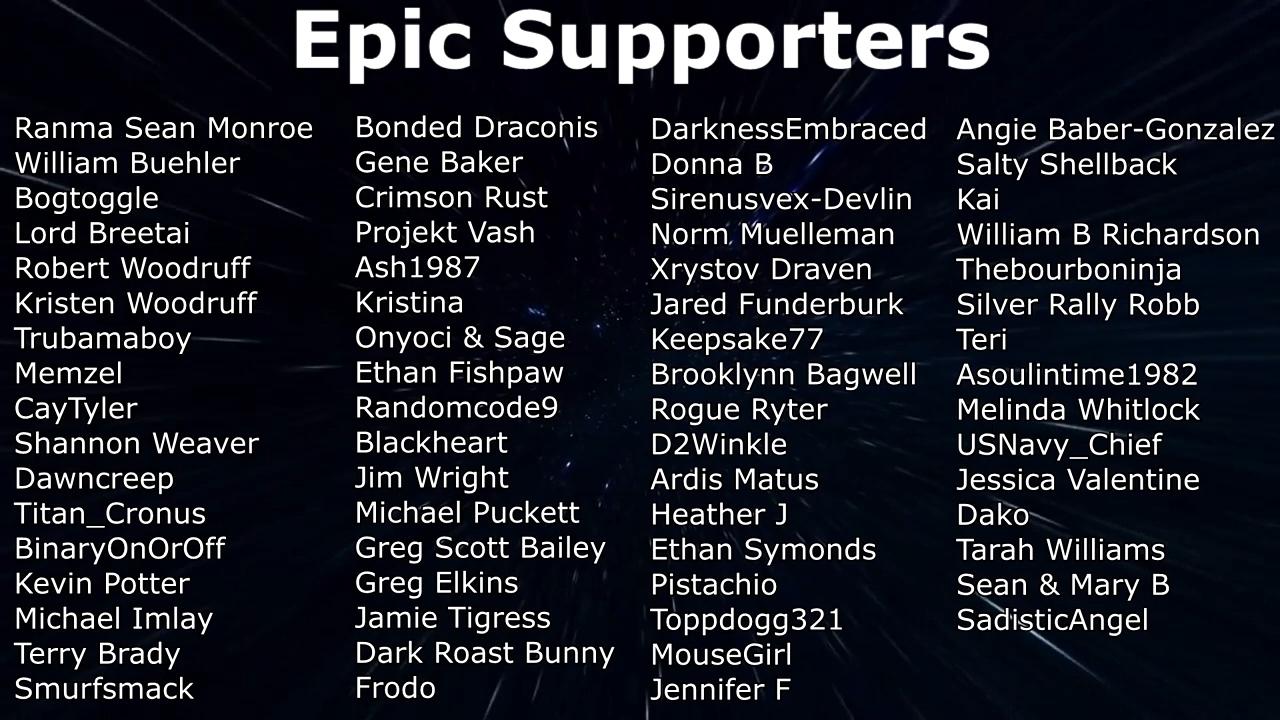 Epic Supporters
Ranma Sean Monroe
William Buehler
Bogtoggle
Lord Breetai
Robert Woodruff
Kristen Woodruff
Trubamaboy
Memzel
CayTyler
Shannon Weaver
Dawncreep
Titan_Cronus
BinaryOnOrOff
Kevin Potter
Michael Imlay
Terry Brady
Smurfsmack
Bonded Draconis
Gene Baker
Crimson Rust
Projekt Vash
Ash1987
Kristina
Onyoci & Sage
Ethan Fishpaw
Randomcode9
Blackheart
Jim Wright
Michael Puckett
Greg Scott Bailey
Greg Elkins
Jamie Tigress
Dark Roast Bunny
Frodo
DarknessEmbraced
Donna B
Sirenusvex-Devlin
Norm Muelleman
Xrystov Draven
Jared Funderburk
Keepsake77
Brooklynn Bagwell
Rogue Ryter
D2Winkle
Ardis Matus
Heather J
Ethan Symonds
Pistachio
Toppdogg321
MouseGirl
Jennifer F
Angie Baber-Gonzalez
Salty Shellback
Kai
William B Richardson
Thebourboninja
Silver Rally Robb
Teri
Asoulintime1982
Melinda Whitlock
USNavy_Chief
Jessica Valentine
Dako
Tarah Williams
Sean & Mary B
SadisticAngel